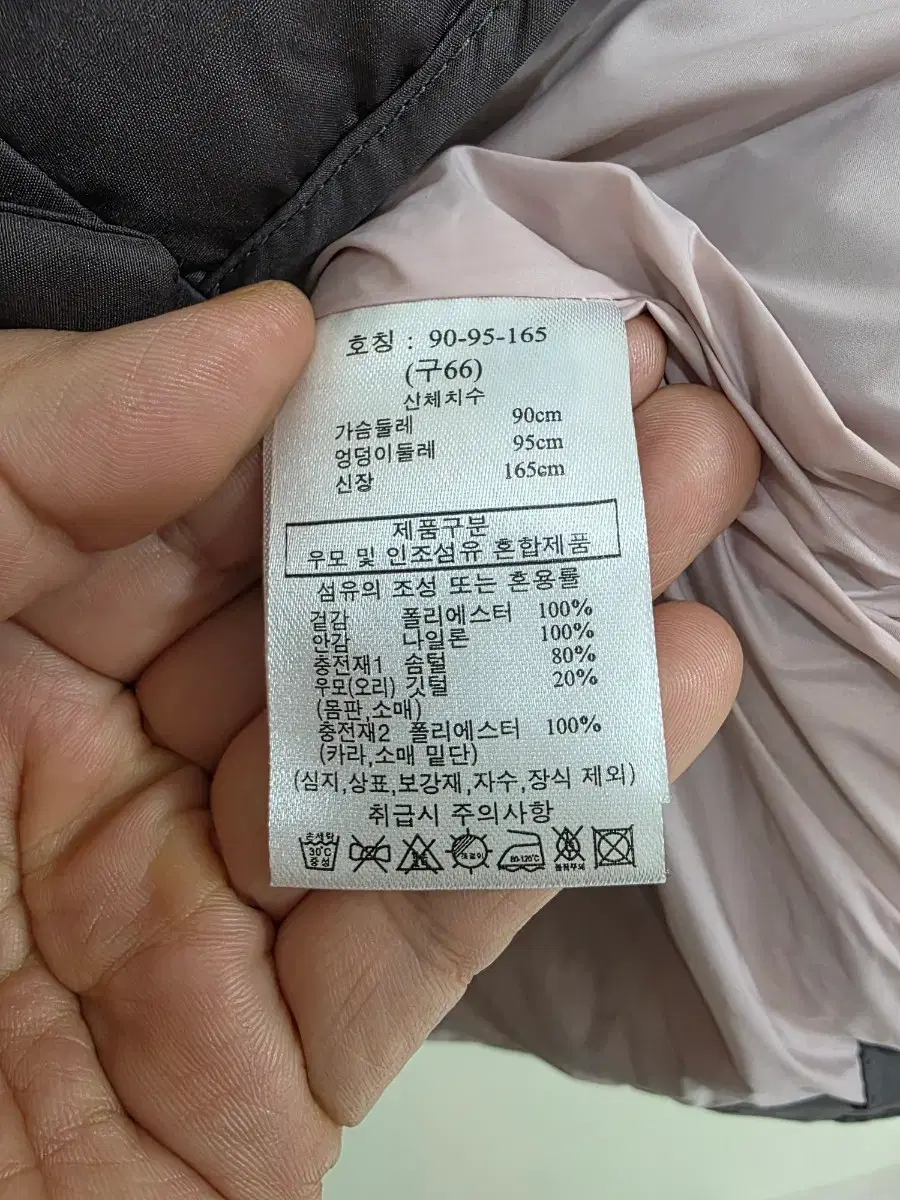 호칭 : 90-95-165
(구66)
산체치수
가슴둘레 90cm
엉덩이둘레 95cm
신장 165cm
제품구분
우모 및 인조섬유 혼합제품
섬유의 조성 또는 혼용률
겉감 폴리에스터 100%
안감 나일론 100%
충전재1 솜털 80%
우모(오리) 깃털 20%
(몸판,소매)
충전재2 폴리에스터 100%
(카라,소매 밑단)
(심지,상표,보강재,자수,장식 제외)
취급시 주의사항
손세탁
30℃
중성
80-120℃